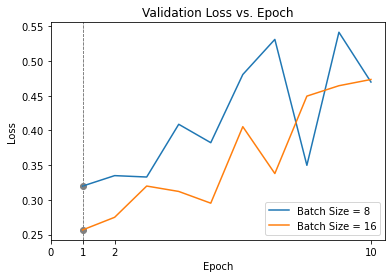 Validation Loss vs. Epoch
Loss
0.55
0.50
0.45
0.40
0.35
0.30
0.25
0 1 2 10
Epoch
Batch Size = 8
Batch Size = 16